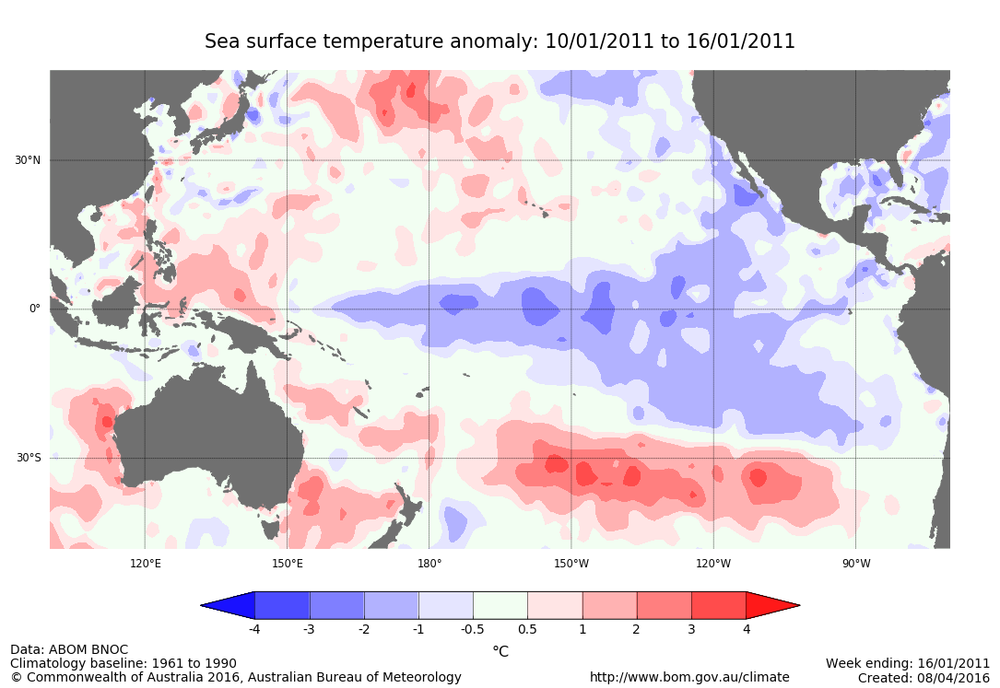 Sea surface temperature anomaly: 10/01/2011 to 16/01/2011
30°N
0°
30°S
120°E 150°E 180° 150°W 120°W 90°W
-4 -3 -2 -1 -0.5 0.5 1 2 3 4
°C
Data: ABOM BNOC
Climatology baseline: 1961 to 1990
© Commonwealth of Australia 2016, Australian Bureau of Meteorology
http://www.bom.gov.au/climate
Week ending: 16/01/2011
Created: 08/04/2016